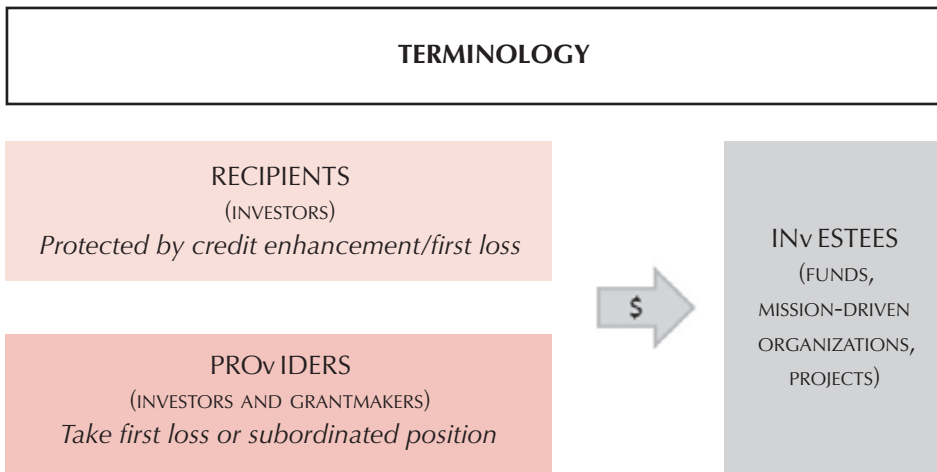 TERMINOLOGY
RECIPIENTS
(INVESTORS)
Protected by credit enhancement/first loss
PROvIDERS
(INVESTORS AND GRANTMAKERS)
Take first loss or subordinated position
$
INvESTEES
(FUNDS,
MISSION-DRIVEN
ORGANIZATIONS,
PROJECTS)